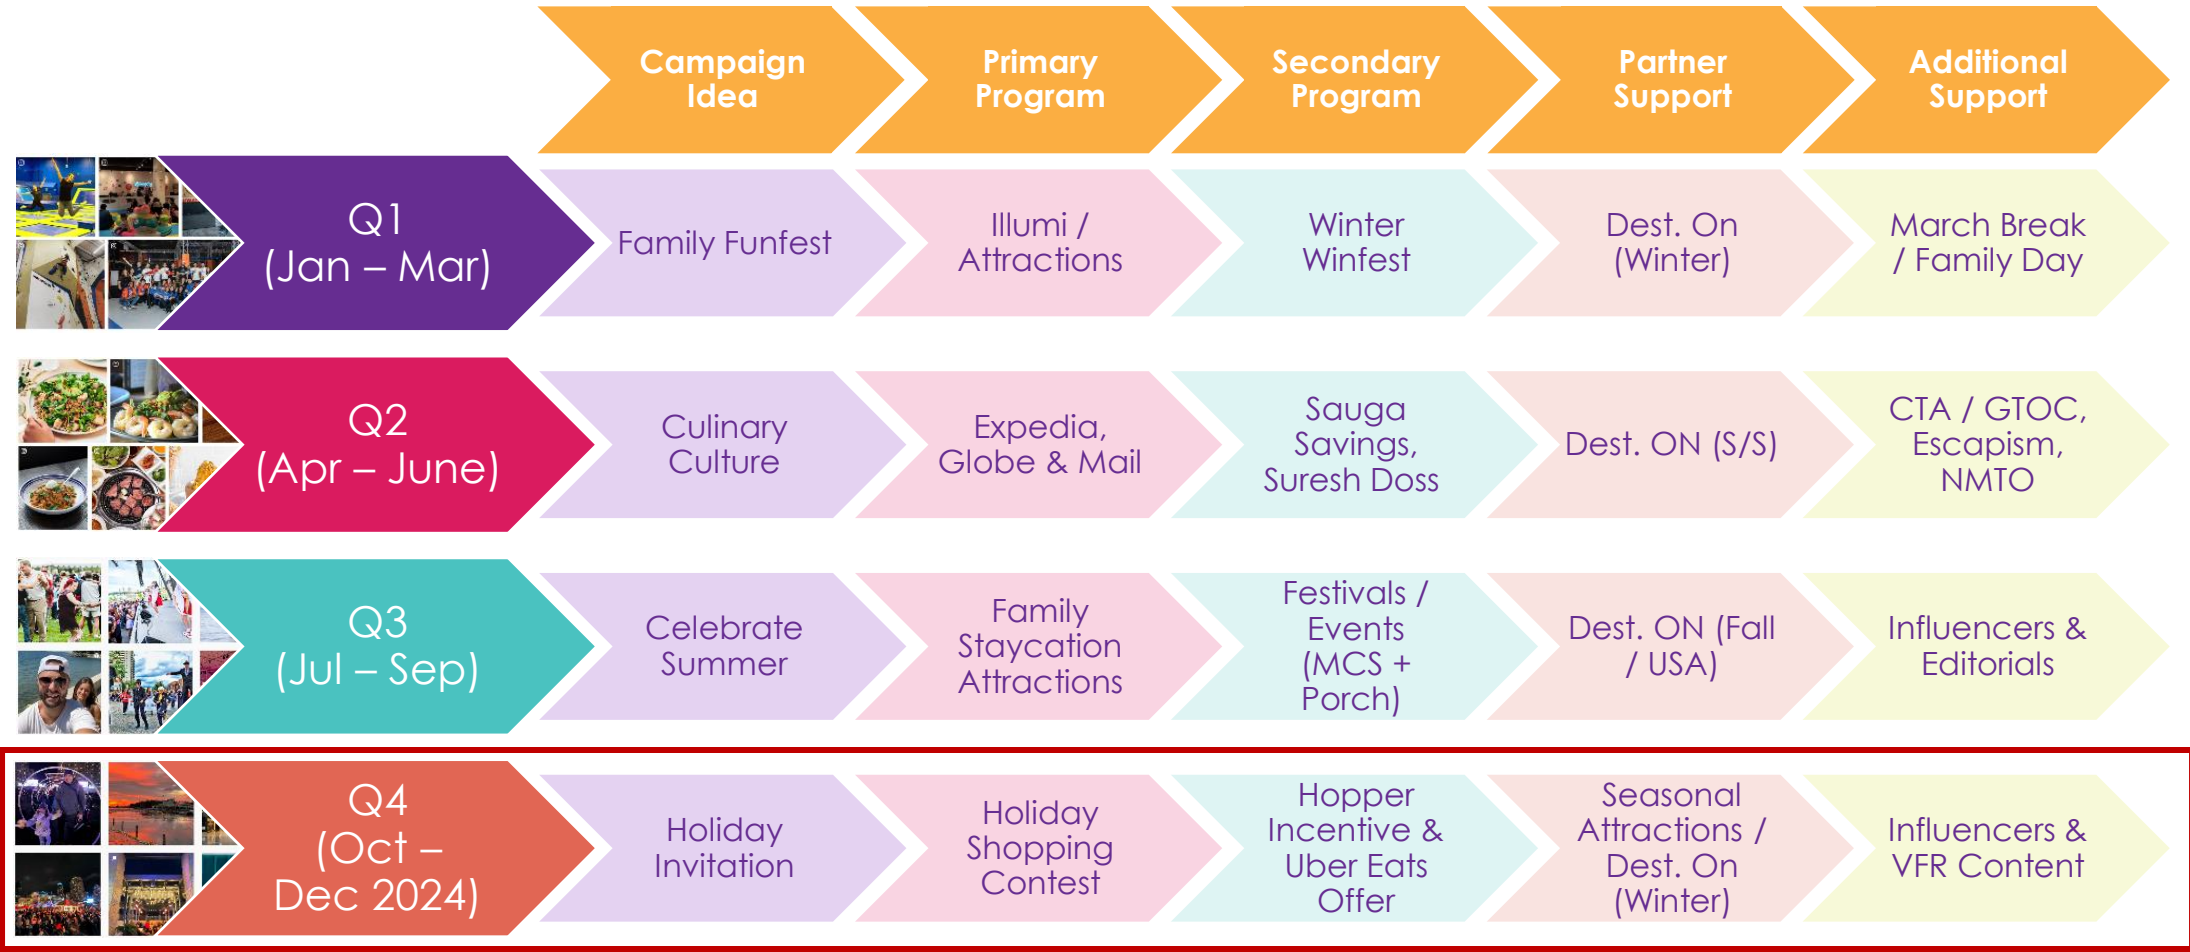 Campaign
Idea
Primary
Program
Secondary
Program
Partner
Support
Additional
Support
Q1
(Jan – Mar)
Family Funfest
Illumi /
Attractions
Winter
Winfest
Dest. On
(Winter)
March Break
/ Family Day
Q2
(Apr – June)
Culinary
Culture
Expedia,
Globe & Mail
Sauga
Savings,
Suresh Doss
Dest. ON (S/S)
CTA / GTOC,
Escapism,
NMTO
Q3
(Jul – Sep)
Celebrate
Summer
Family
Staycation
Attractions
Festivals /
Events
(MCS +
Porch)
Dest. ON (Fall
/ USA)
Influencers &
Editorials
Q4
(Oct –
Dec 2024)
Holiday
Invitation
Holiday
Shopping
Contest
Hopper
Incentive &
Uber Eats
Offer
Seasonal
Attractions /
Dest. On
(Winter)
Influencers &
VFR Content